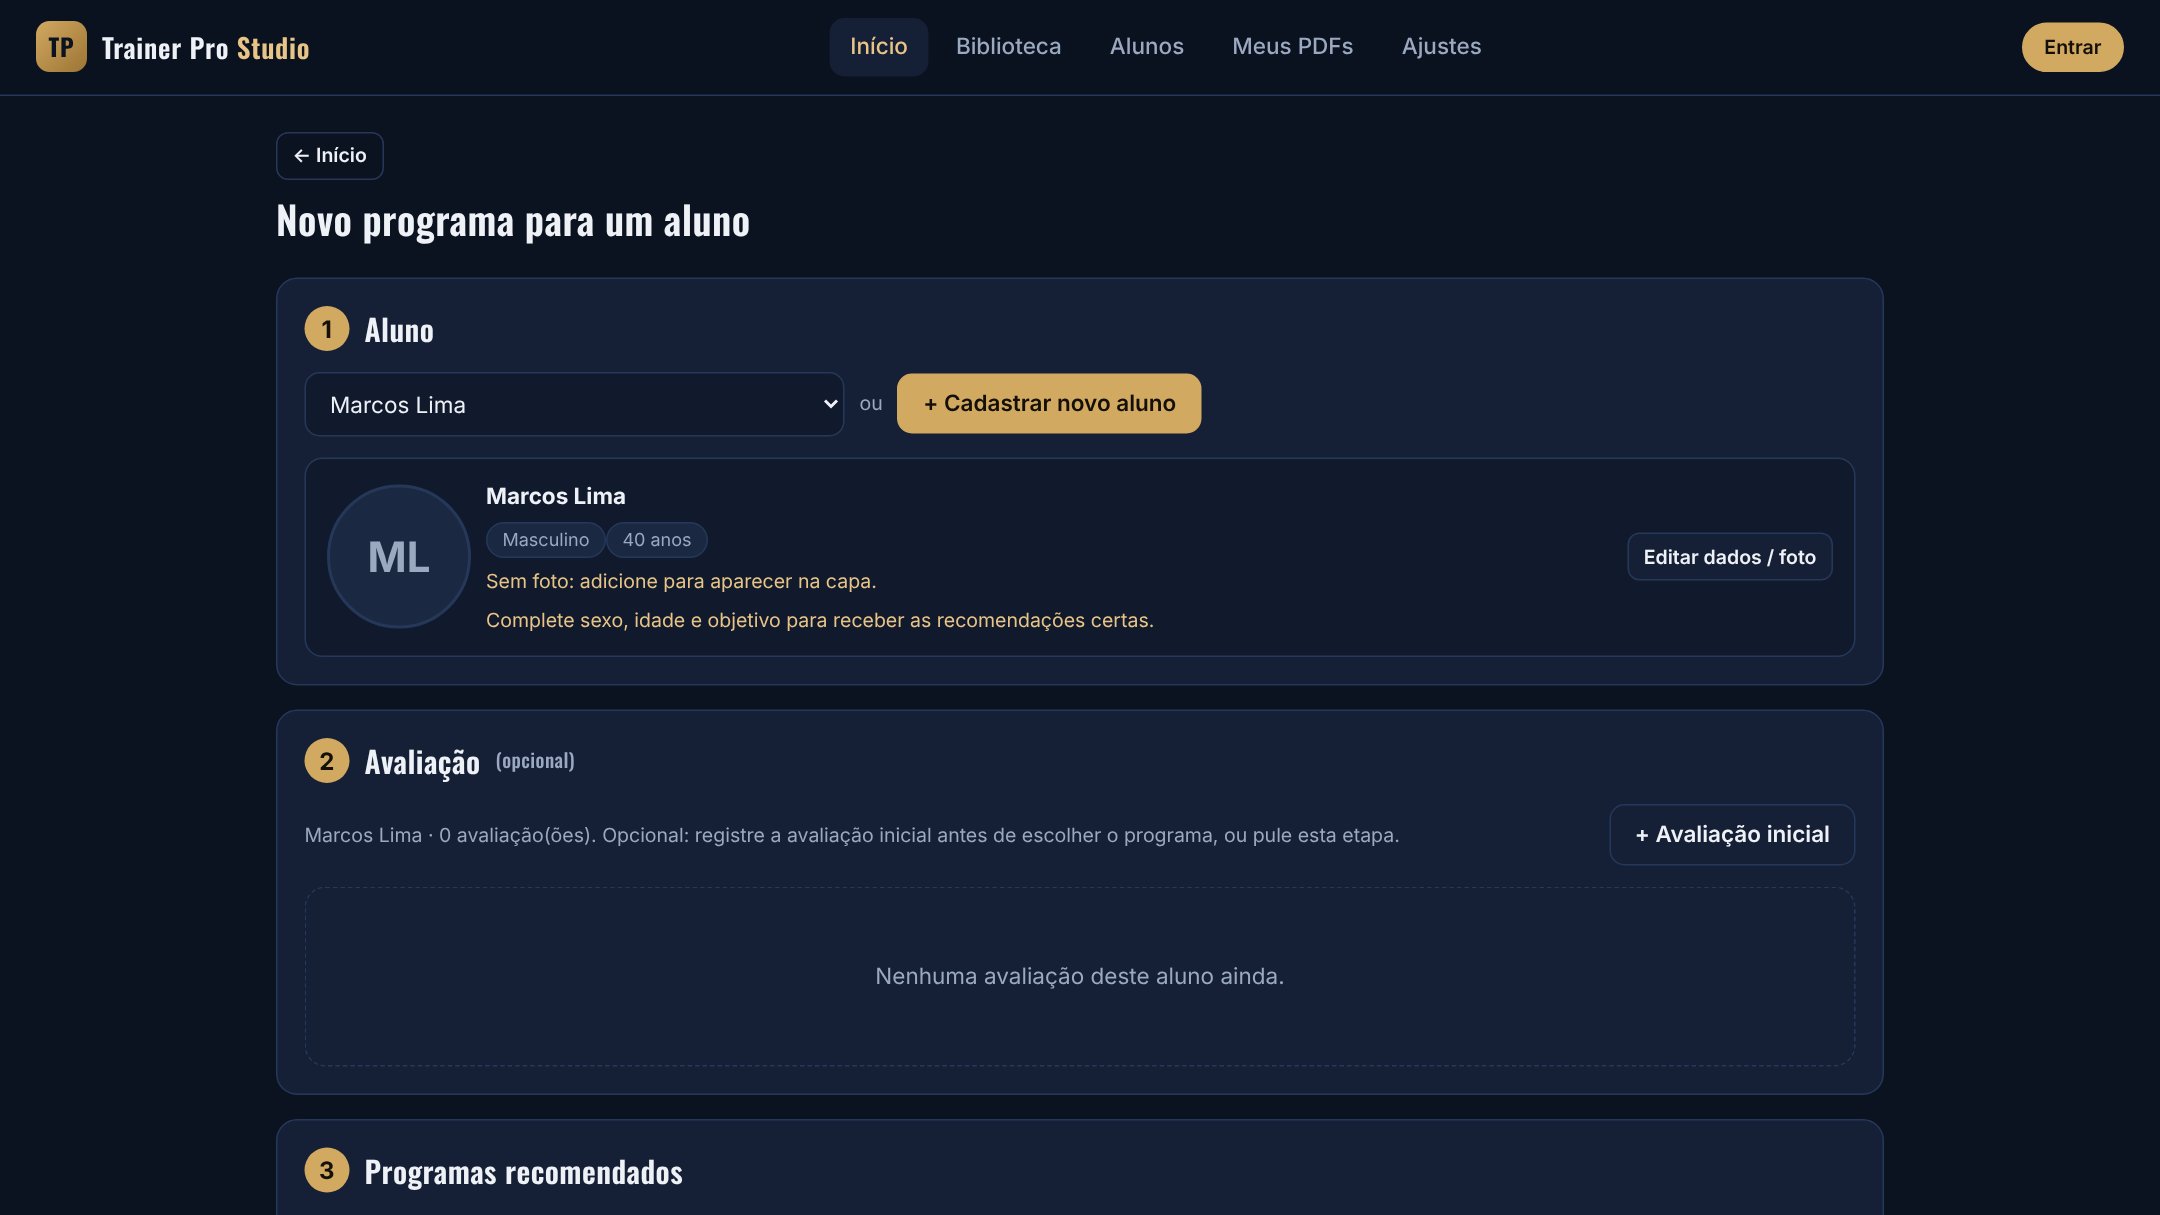 TP Trainer Pro Studio
Início Biblioteca Alunos Meus PDFs Ajustes
Entrar
← Início
Novo programa para um aluno
1 Aluno
Marcos Lima ou + Cadastrar novo aluno
ML
Marcos Lima
Masculino 40 anos
Sem foto: adicione para aparecer na capa.
Complete sexo, idade e objetivo para receber as recomendações certas.
Editar dados / foto
2 Avaliação (opcional)
Marcos Lima · 0 avaliação(ões). Opcional: registre a avaliação inicial antes de escolher o programa, ou pule esta etapa.
+ Avaliação inicial
Nenhuma avaliação deste aluno ainda.
3 Programas recomendados